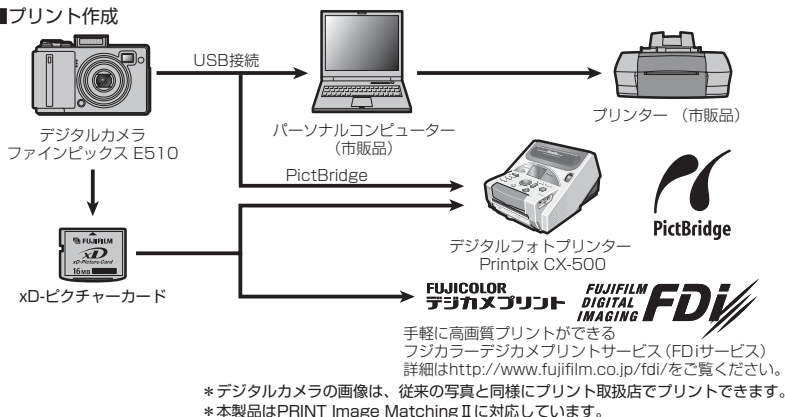 ■プリント作成
USB接続
デジタルカメラ
ファインピックス E510
パーソナルコンピューター
(市販品)
プリンター (市販品)
PictBridge
FUJIFILM
xD
xD-Picture Card
16MB
xD-ピクチャーカード
デジタルフォトプリンター
Printpix CX-500
PictBridge
FUJICOLOR
デジカメプリント
FUJIFILM
DIGITAL
IMAGING
FDi
手軽に高画質プリントができる
フジカラーデジカメプリントサービス(FDiサービス)
詳細はhttp://www.fujifilm.co.jp/fdi/をご覧ください。
*デジタルカメラの画像は、従来の写真と同様にプリント取扱店でプリントできます。
*本製品はPRINT Image MatchingⅡに対応しています。